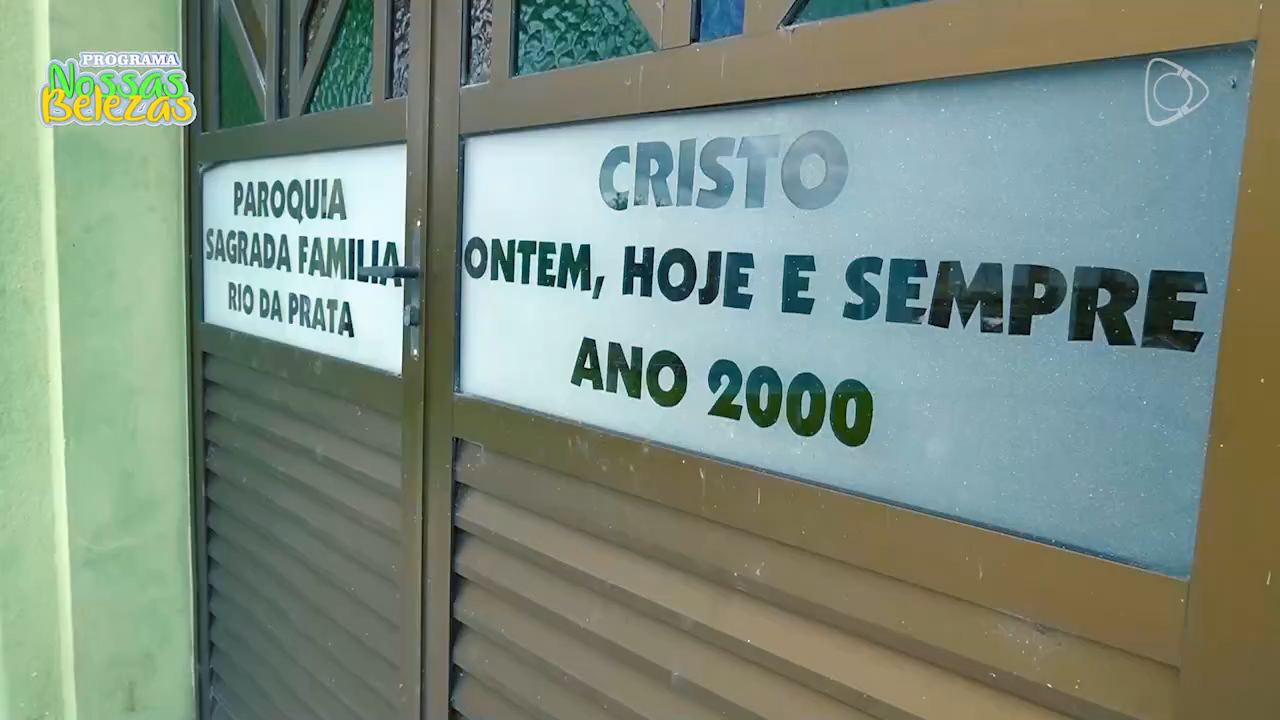 PROGRAMA
Nossas
Belezas
PAROQUIA
SAGRADA FAMILIA
RIO DA PRATA
CRISTO
ONTEM, HOJE E SEMPRE
ANO 2000